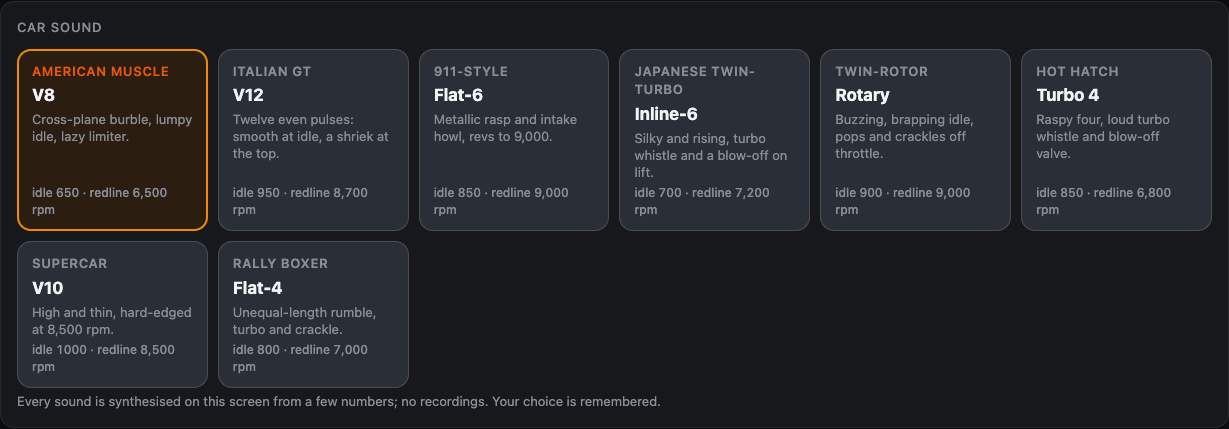 CAR SOUND
AMERICAN MUSCLE
V8
Cross-plane burble, lumpy
idle, lazy limiter.
idle 650 · redline 6,500
rpm
ITALIAN GT
V12
Twelve even pulses:
smooth at idle, a shriek at
the top.
idle 950 · redline 8,700
rpm
911-STYLE
Flat-6
Metallic rasp and intake
howl, revs to 9,000.
idle 850 · redline 9,000
rpm
JAPANESE TWIN-
TURBO
Inline-6
Silky and rising, turbo
whistle and a blow-off on
lift.
idle 700 · redline 7,200
rpm
TWIN-ROTOR
Rotary
Buzzing, brapping idle,
pops and crackles off
throttle.
idle 900 · redline 9,000
rpm
HOT HATCH
Turbo 4
Raspy four, loud turbo
whistle and blow-off
valve.
idle 850 · redline 6,800
rpm
SUPERCAR
V10
High and thin, hard-edged
at 8,500 rpm.
idle 1000 · redline 8,500
rpm
RALLY BOXER
Flat-4
Unequal-length rumble,
turbo and crackle.
idle 800 · redline 7,000
rpm
Every sound is synthesised on this screen from a few numbers; no recordings. Your choice is remembered.